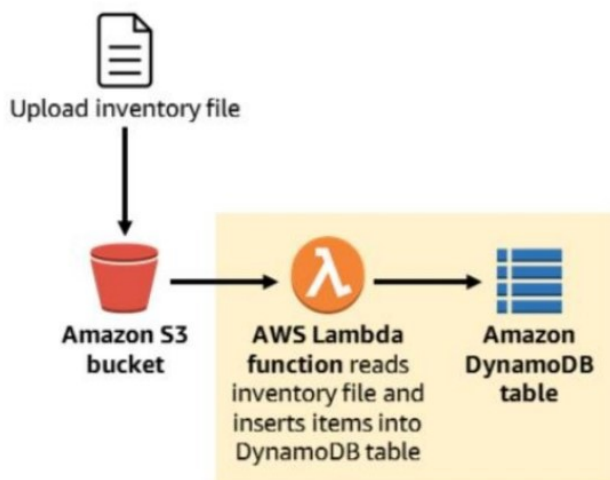 Upload inventory file
Amazon S3
bucket
λ
AWS Lambda
function reads
inventory file and
inserts items into
DynamoDB table
Amazon
DynamoDB
table